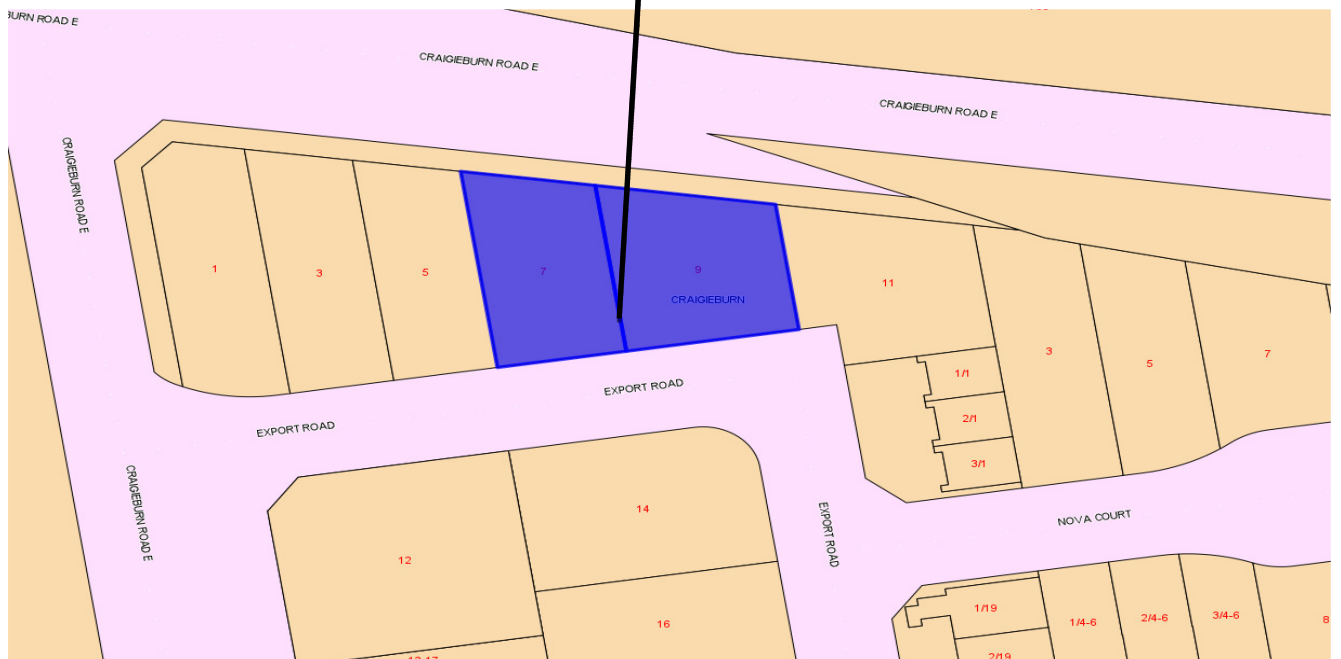 BURN ROAD E
CRAIGIEBURN ROAD E
CRAIGIEBURN ROAD E
CRAIGIEBURN ROAD E
1
3
5
7
9
CRAIGIEBURN
11
3
5
7
1/1
2/1
3/1
EXPORT ROAD
EXPORT ROAD
CRAIGIEBURN ROAD E
12
14
16
EXPORT ROAD
NOVA COURT
1/19
2/19
1/4-6
2/4-6
3/4-6
8